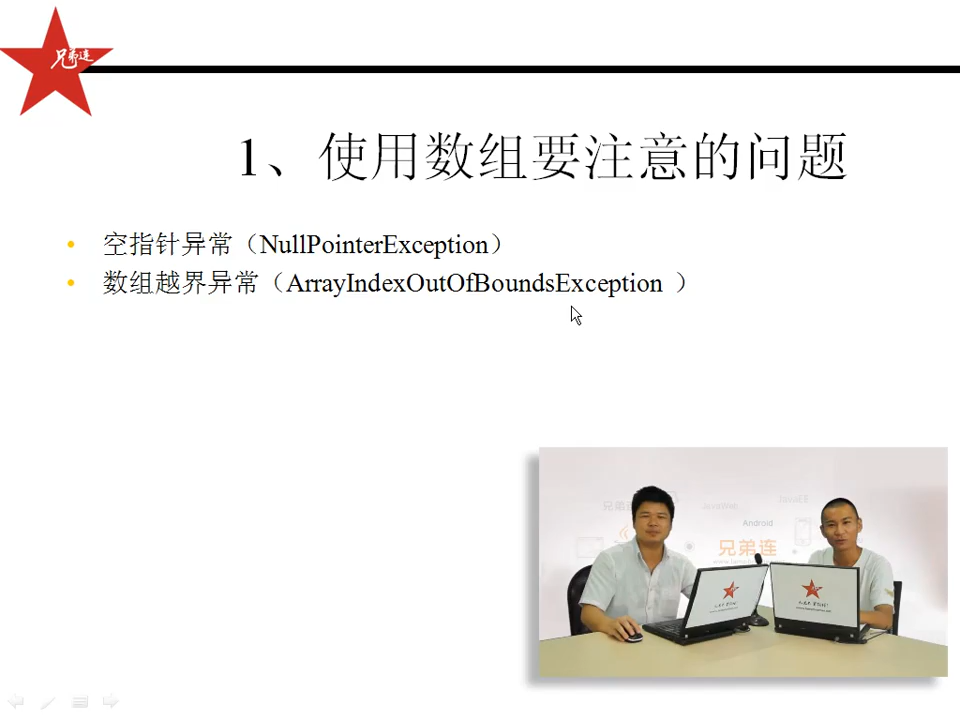 兄弟连
1、使用数组要注意的问题
• 空指针异常（NullPointerException）
• 数组越界异常（ArrayIndexOutOfBoundsException ）
JavaWeb
JavaEE
Android
兄弟连